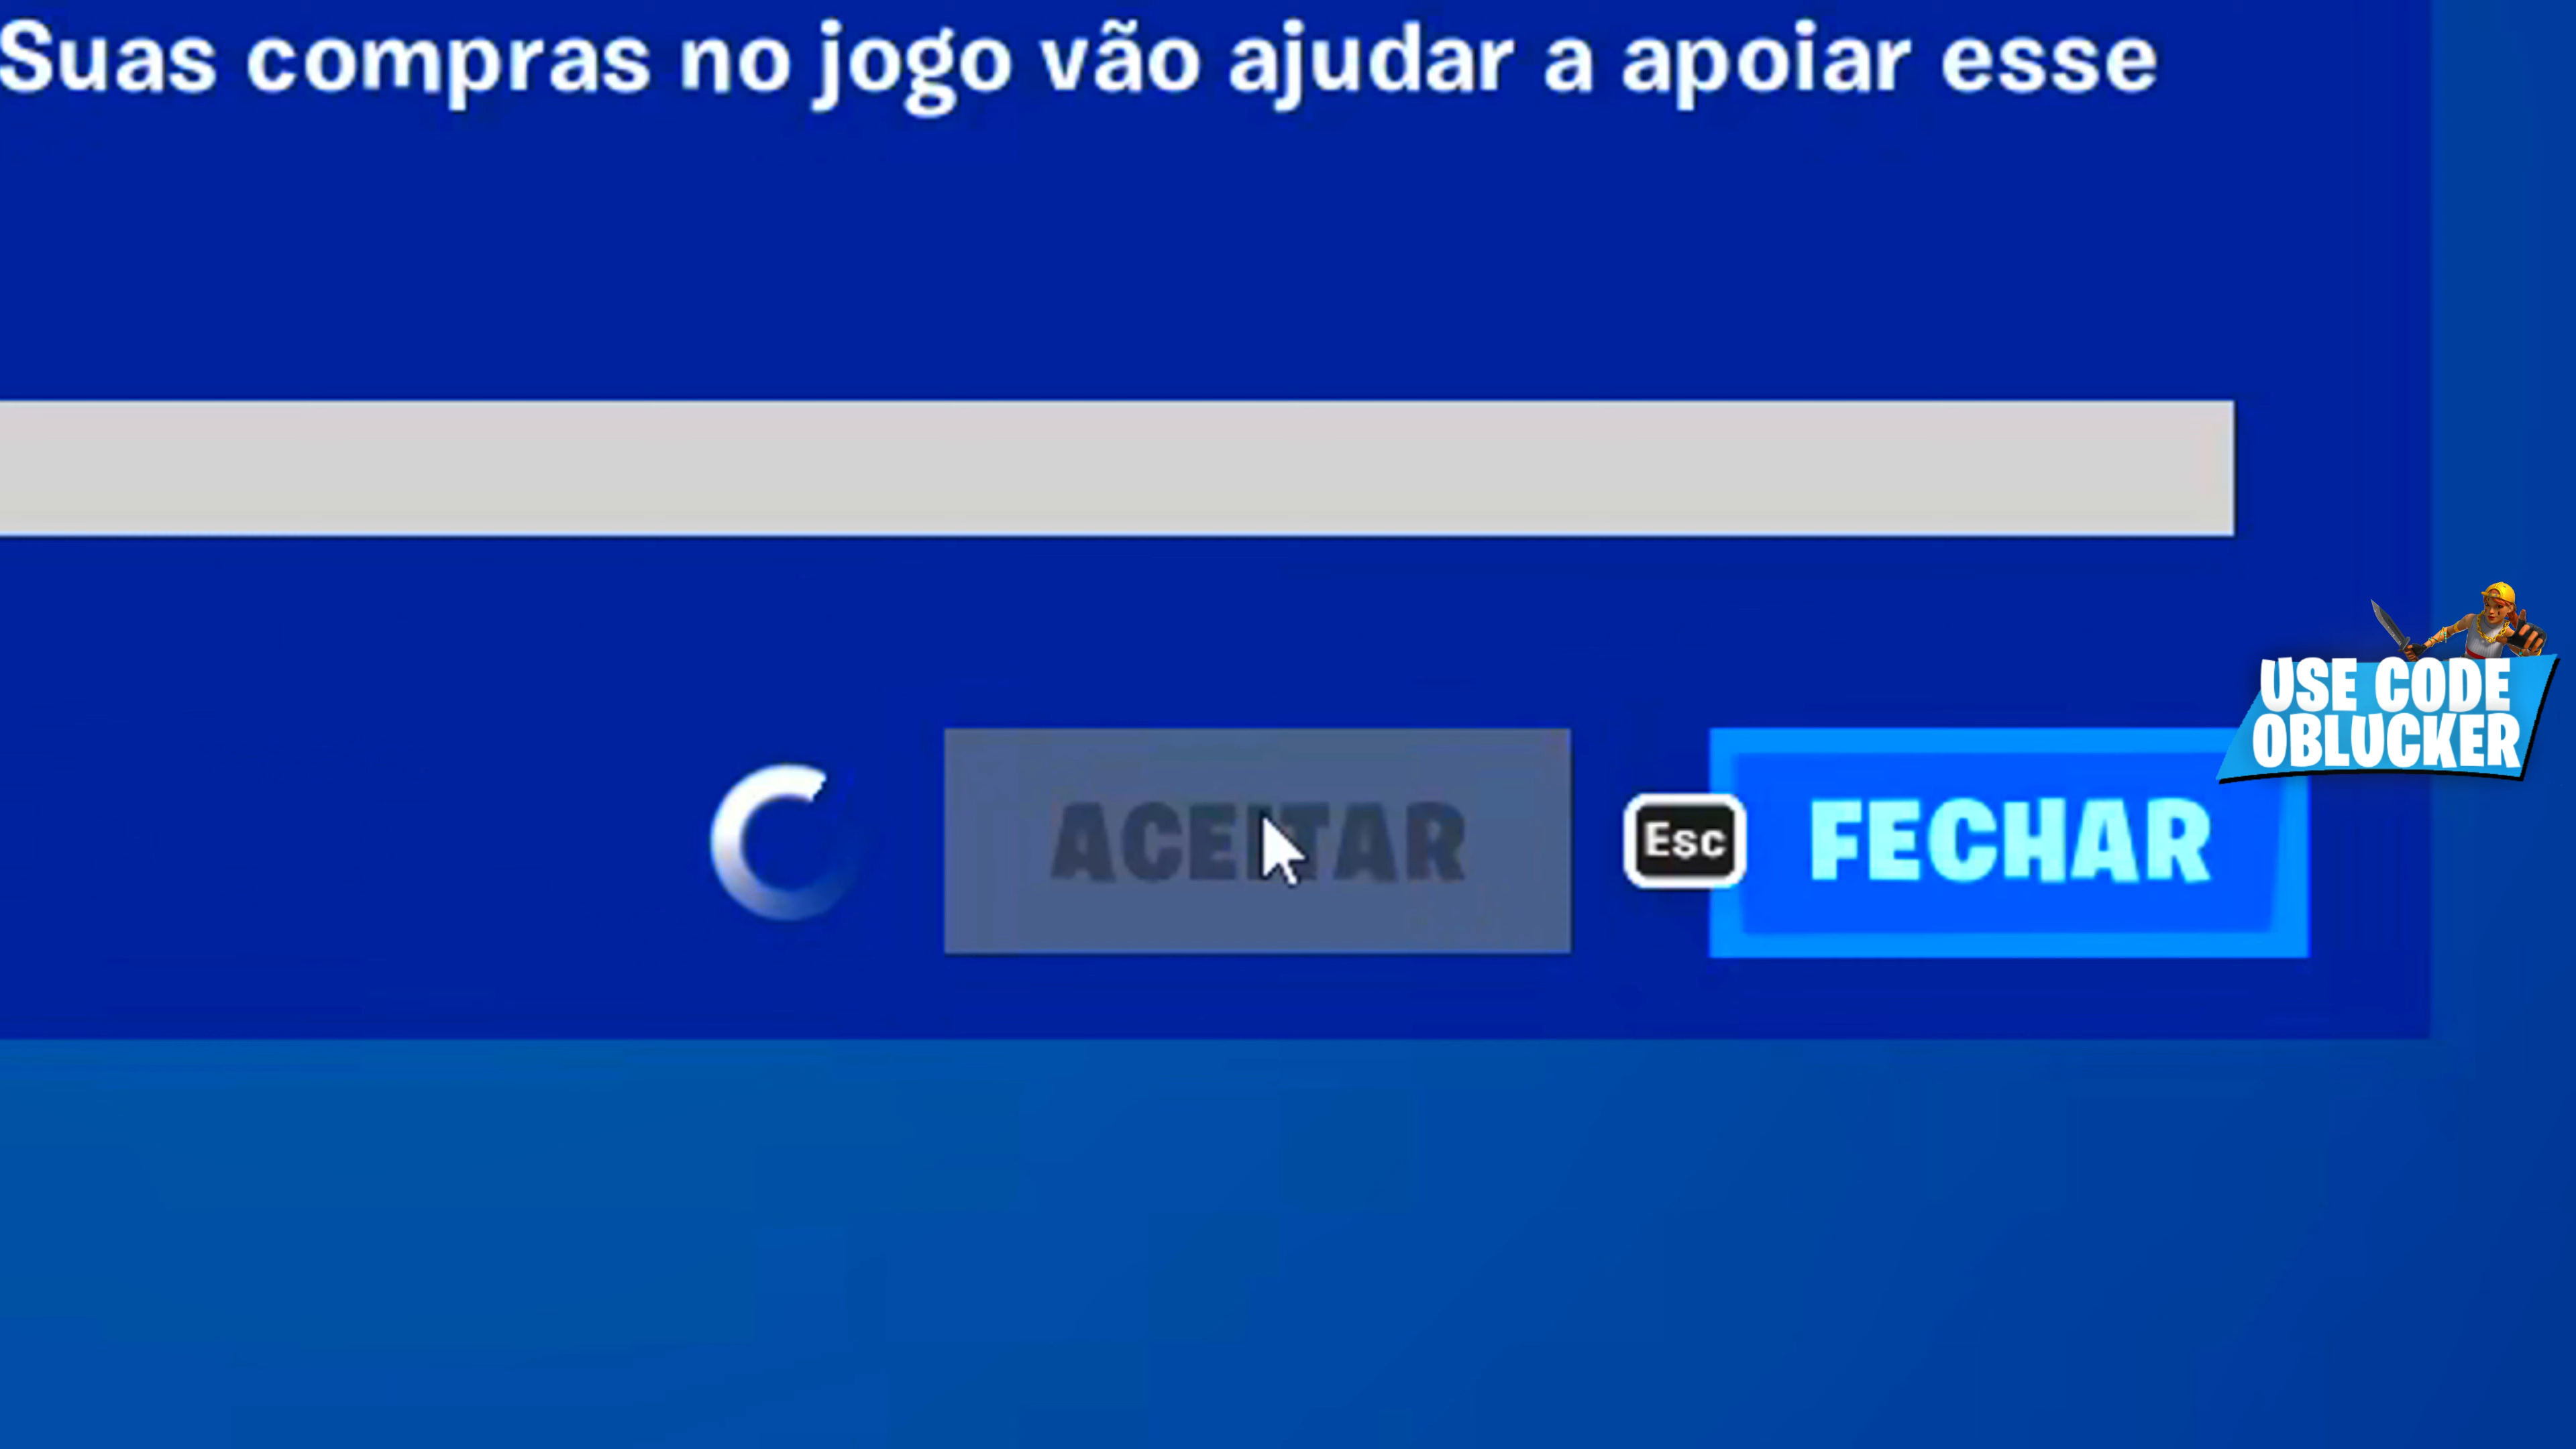 Suas compras no jogo vão ajudar a apoiar esse
USE CODE
OBLUCKER
ACEITAR
Esc
FECHAR